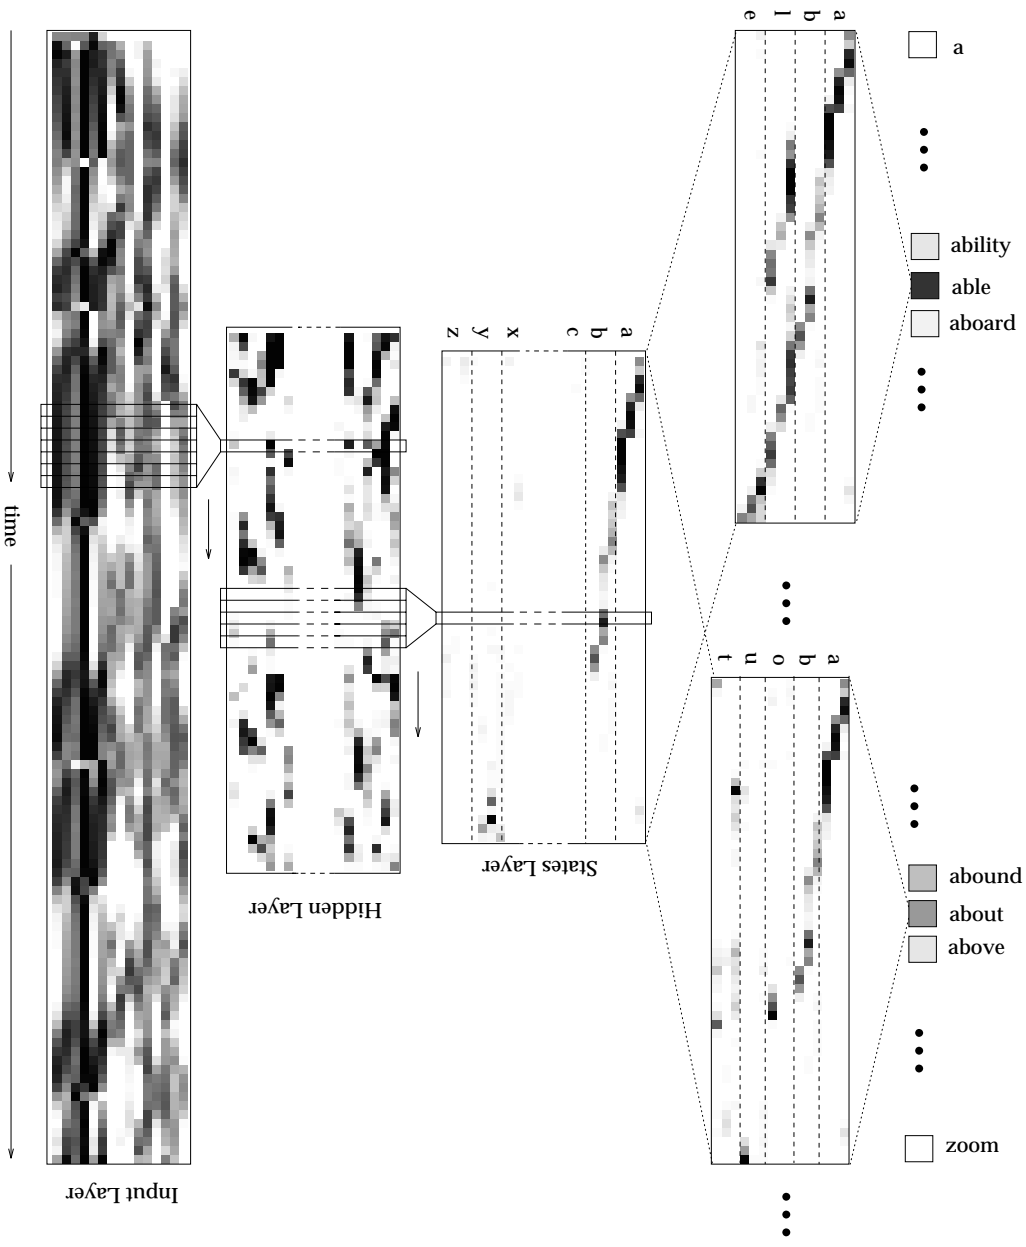 a
ability
able
aboard
abound
about
above
zoom
a
b
l
e
a
b
o
u
t
a
b
c
x
y
z
States Layer
Hidden Layer
Input Layer
time